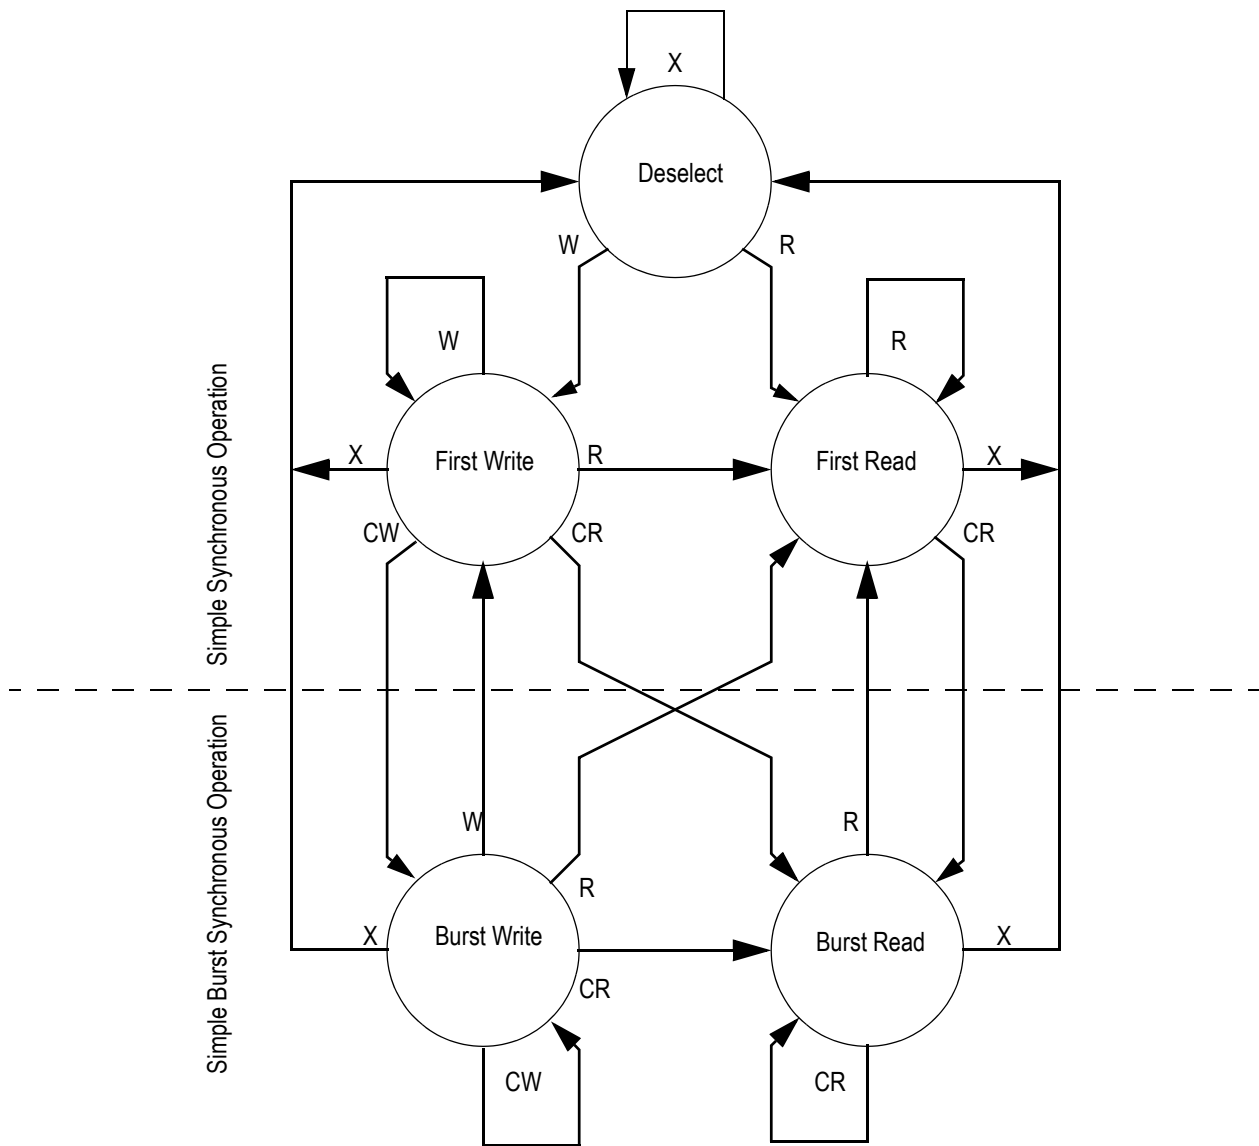 X
Deselect
W
R
W
R
Simple Synchronous Operation
X
First Write
R
First Read
X
CW
CR
CR
Simple Burst Synchronous Operation
W
R
R
X
Burst Write
Burst Read
X
CR
CW
CR